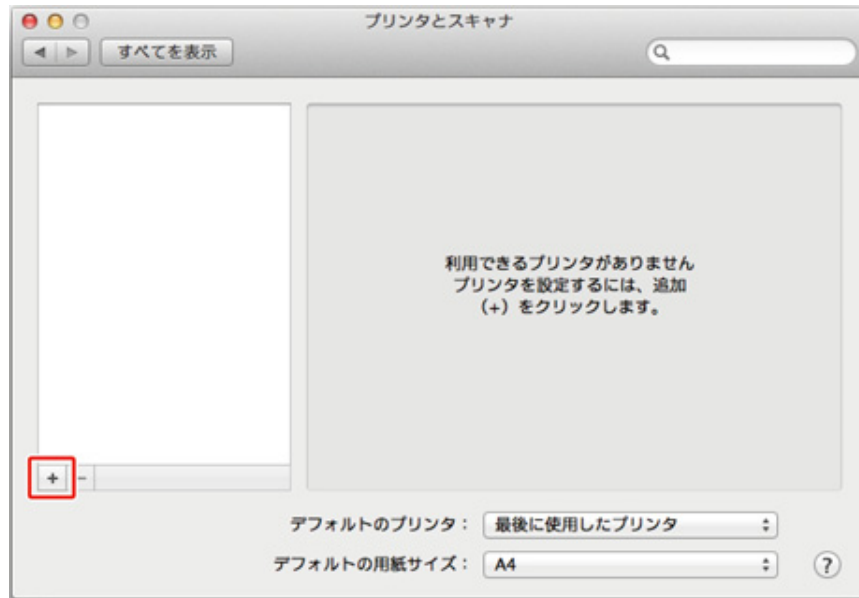 プリンタとスキャナ
すべてを表示
利用できるプリンタがありません
プリンタを設定するには、追加
（+）をクリックします。
+ −
デフォルトのプリンタ： 最後に使用したプリンタ
デフォルトの用紙サイズ： A4
?